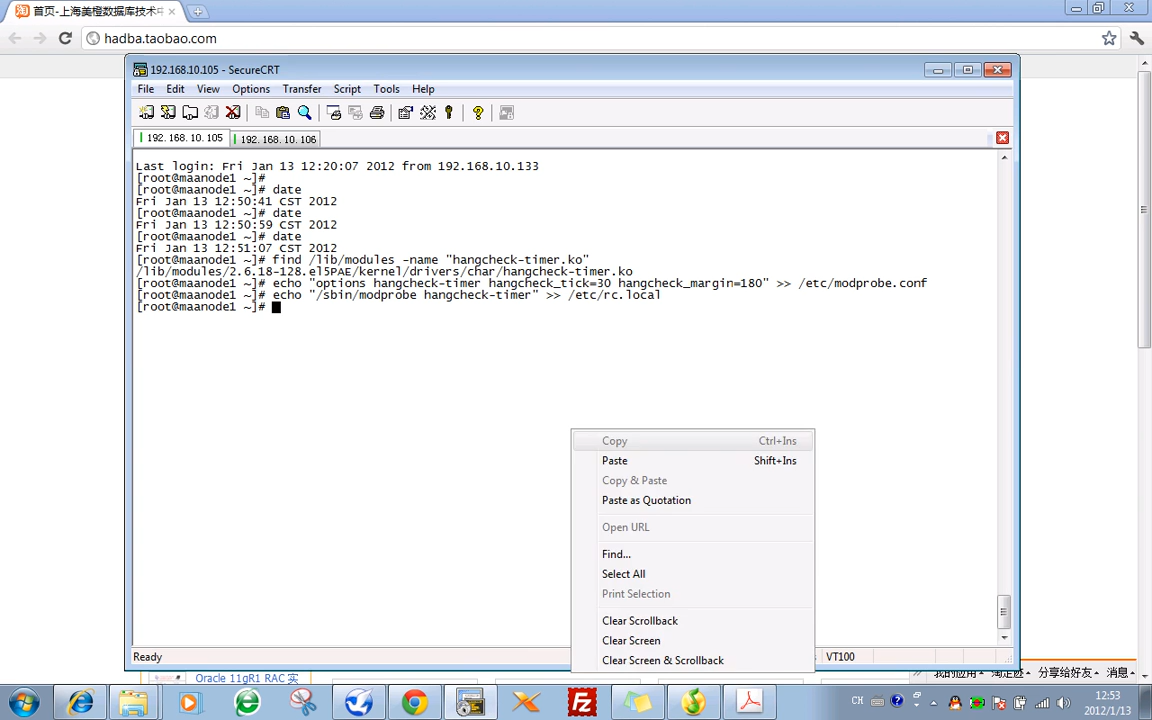 首页-上海美橙数据库技术中
hadba.taobao.com
192.168.10.105 - SecureCRT
File Edit View Options Transfer Script Tools Help
192.168.10.105 192.168.10.106
Last login: Fri Jan 13 12:20:07 2012 from 192.168.10.133
[root@maanode1 ~]#
[root@maanode1 ~]# date
Fri Jan 13 12:50:41 CST 2012
[root@maanode1 ~]# date
Fri Jan 13 12:50:59 CST 2012
[root@maanode1 ~]# date
Fri Jan 13 12:51:07 CST 2012
[root@maanode1 ~]# find /lib/modules -name "hangcheck-timer.ko"
/lib/modules/2.6.18-128.el5PAE/kernel/drivers/char/hangcheck-timer.ko
[root@maanode1 ~]# echo "options hangcheck-timer hangcheck_tick=30 hangcheck_margin=180" >> /etc/modprobe.conf
[root@maanode1 ~]# echo "/sbin/modprobe hangcheck-timer" >> /etc/rc.local
[root@maanode1 ~]#
Copy Ctrl+Ins
Paste Shift+Ins
Copy & Paste
Paste as Quotation
Open URL
Find...
Select All
Print Selection
Clear Scrollback
Clear Screen
Clear Screen & Scrollback
Ready VT100
Oracle 11gR1 RAC 实
我的应用 淘足迹 分享给好友 消息
CH 12:53
2012/1/13